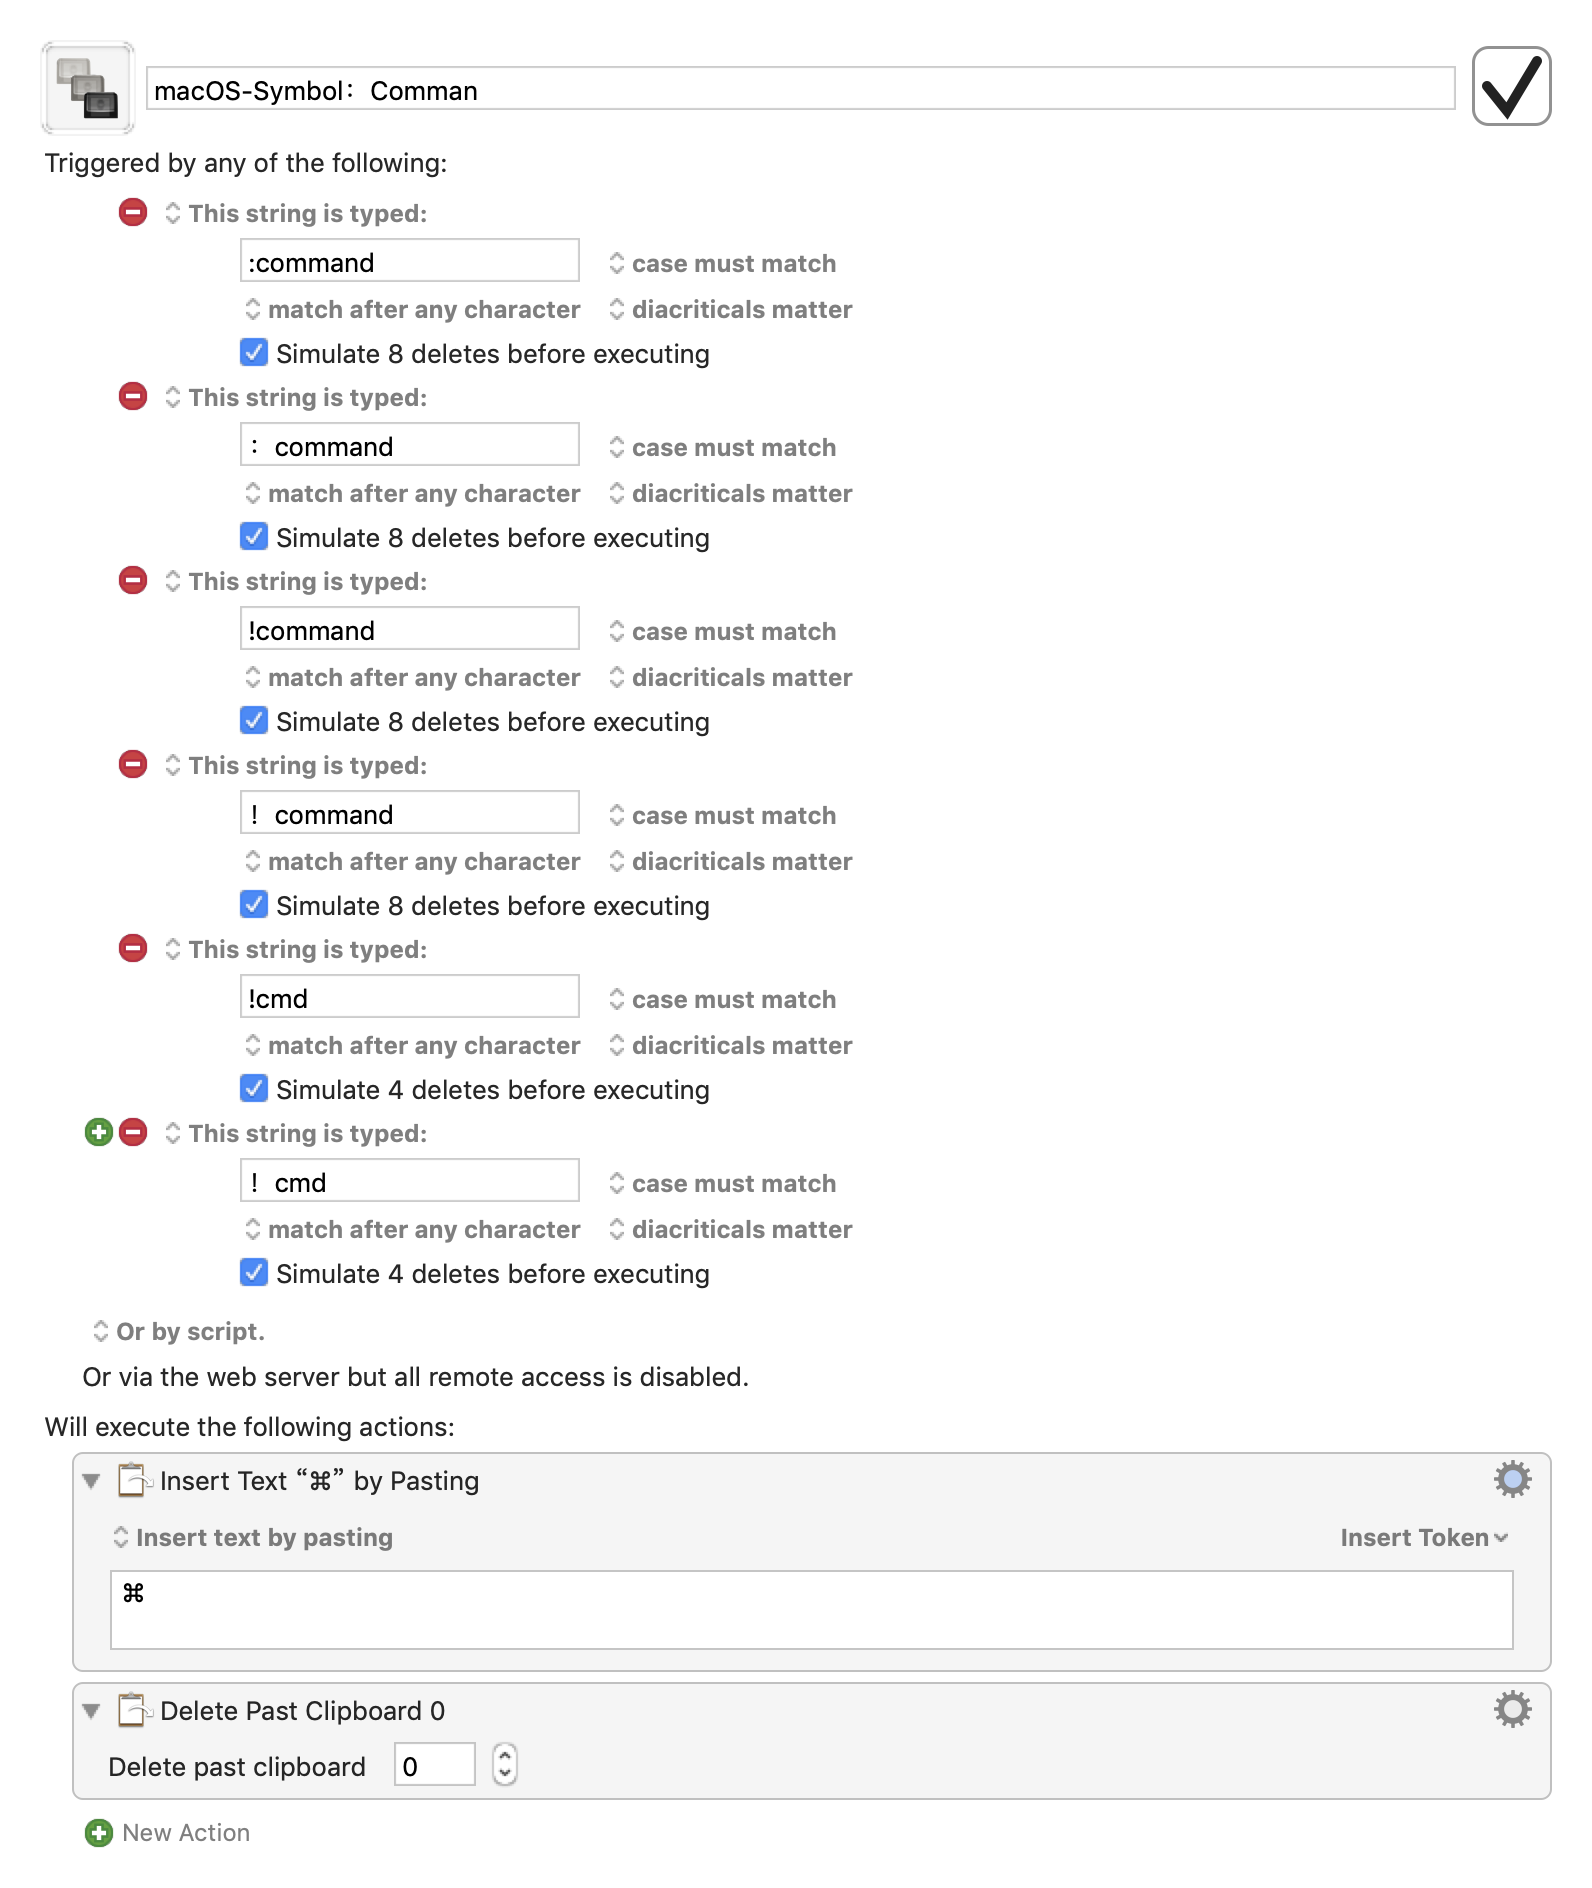 macOS-Symbol：Comman
Triggered by any of the following:
This string is typed:
:command
case must match
match after any character
diacriticals matter
Simulate 8 deletes before executing
This string is typed:
：command
case must match
match after any character
diacriticals matter
Simulate 8 deletes before executing
This string is typed:
!command
case must match
match after any character
diacriticals matter
Simulate 8 deletes before executing
This string is typed:
！command
case must match
match after any character
diacriticals matter
Simulate 8 deletes before executing
This string is typed:
!cmd
case must match
match after any character
diacriticals matter
Simulate 4 deletes before executing
This string is typed:
！cmd
case must match
match after any character
diacriticals matter
Simulate 4 deletes before executing
Or by script.
Or via the web server but all remote access is disabled.
Will execute the following actions:
Insert Text “⌘” by Pasting
Insert text by pasting
Insert Token
⌘
Delete Past Clipboard 0
Delete past clipboard
0
New Action